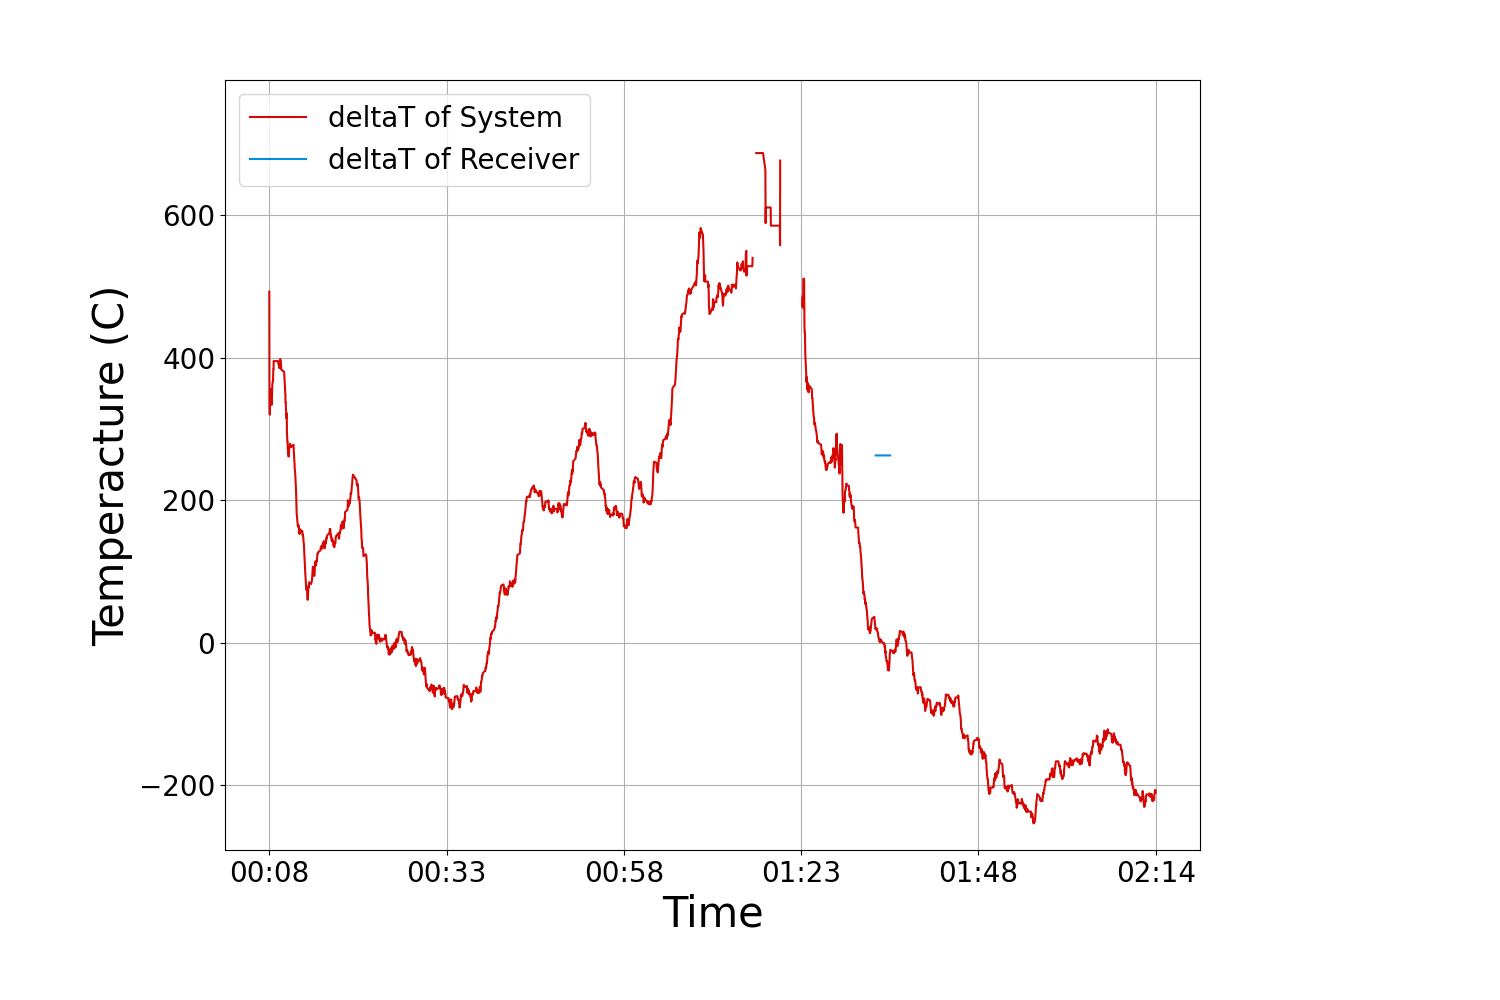 deltaT of System
deltaT of Receiver
Temperacture (C)
600
400
200
0
−200
00:08 00:33 00:58 01:23 01:48 02:14
Time